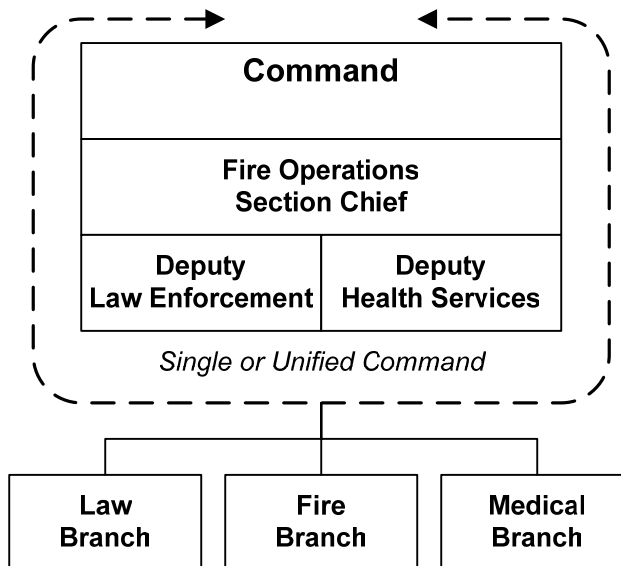 Command
Fire Operations
Section Chief
Deputy
Law Enforcement
Deputy
Health Services
Single or Unified Command
Law
Branch
Fire
Branch
Medical
Branch